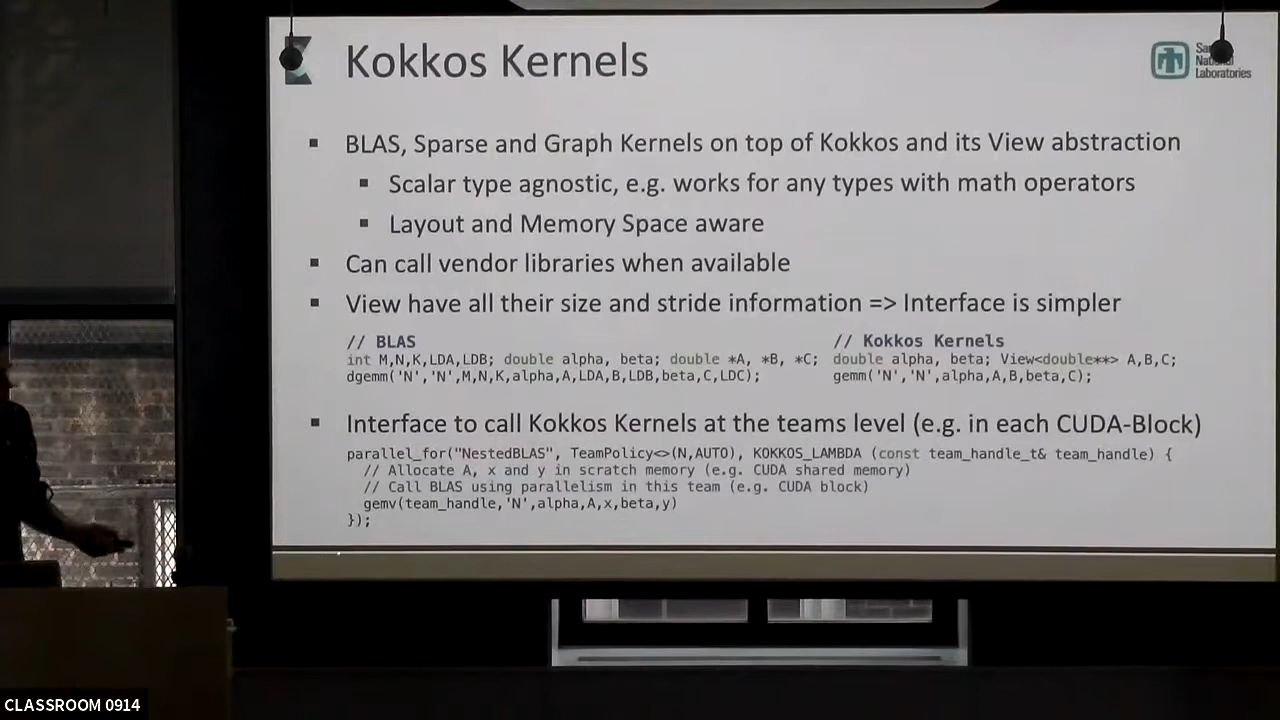 Kokkos Kernels
Laboratories
▪ BLAS, Sparse and Graph Kernels on top of Kokkos and its View abstraction
▪ Scalar type agnostic, e.g. works for any types with math operators
▪ Layout and Memory Space aware
▪ Can call vendor libraries when available
▪ View have all their size and stride information => Interface is simpler
// BLAS
int M,N,K,LDA,LDB; double alpha, beta; double *A, *B, *C;
dgemm('N','N',M,N,K,alpha,A,LDA,B,LDB,beta,C,LDC);
// Kokkos Kernels
double alpha, beta; View<double**> A,B,C;
gemm('N','N',alpha,A,B,beta,C);
▪ Interface to call Kokkos Kernels at the teams level (e.g. in each CUDA-Block)
parallel_for("NestedBLAS", TeamPolicy<>(N,AUTO), KOKKOS_LAMBDA (const team_handle_t& team_handle) {
// Allocate A, x and y in scratch memory (e.g. CUDA shared memory)
// Call BLAS using parallelism in this team (e.g. CUDA block)
gemv(team_handle,'N',alpha,A,x,beta,y)
});
CLASSROOM 0914